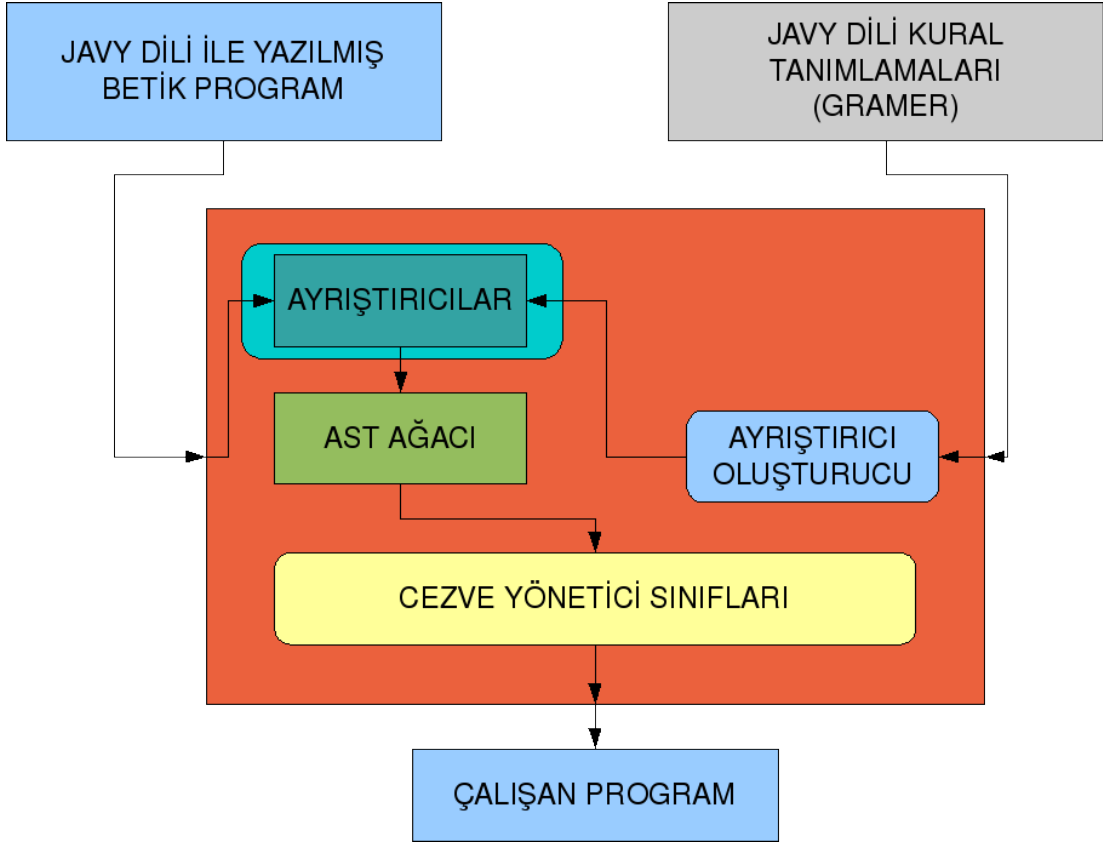 JAVY DİLİ İLE YAZILMIŞ
BETİK PROGRAM
JAVY DİLİ KURAL
TANIMLAMALARI
(GRAMER)
AYRIŞTIRICILAR
AST AĞACI
AYRIŞTIRICI
OLUŞTURUCU
CEZVE YÖNETİCİ SINIFLARI
ÇALIŞAN PROGRAM